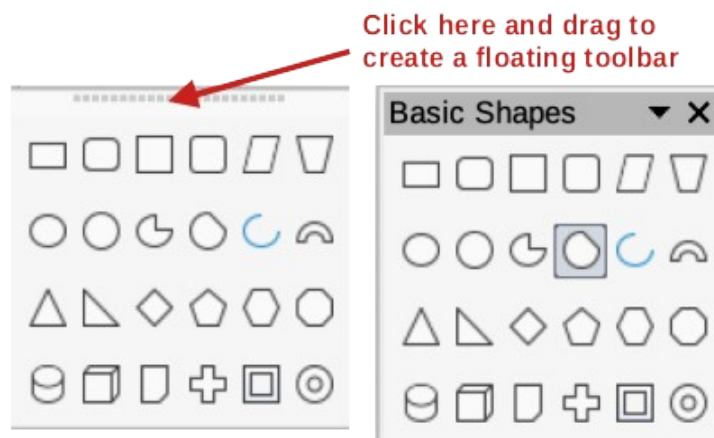 Click here and drag to
create a floating toolbar
Basic Shapes